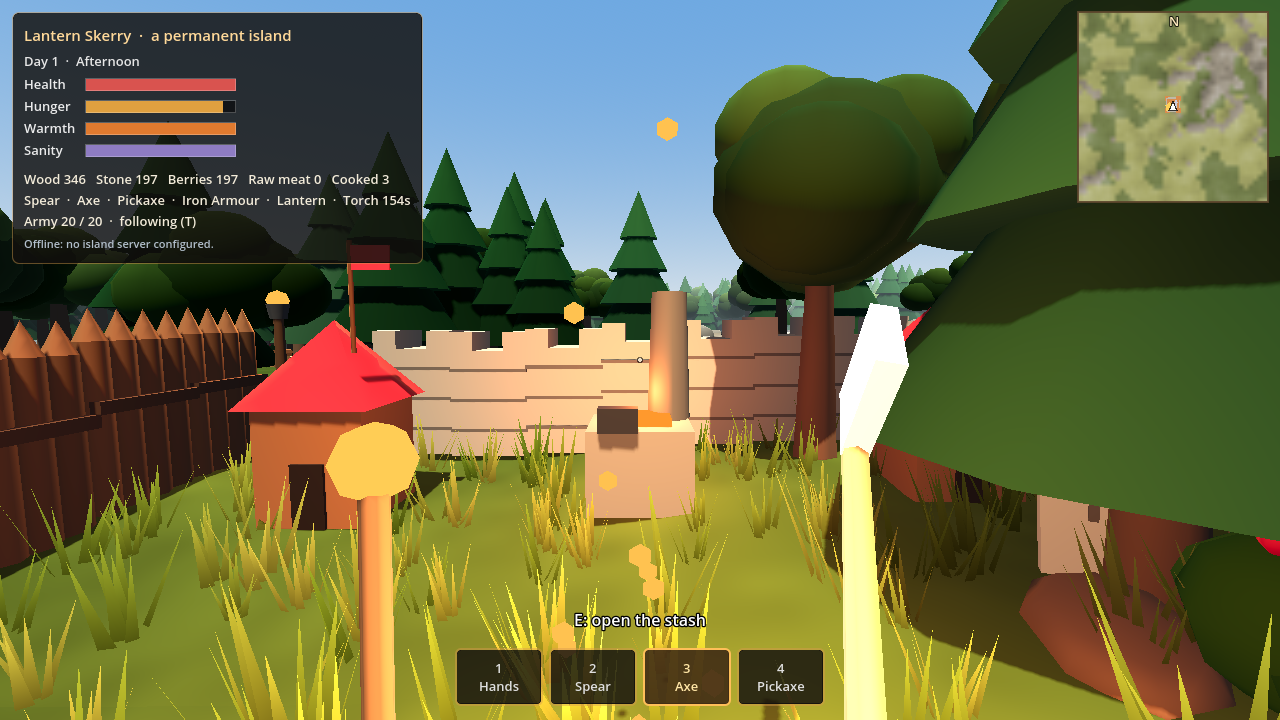 Lantern Skerry · a permanent island
Day 1 · Afternoon
Health
Hunger
Warmth
Sanity
Wood 346 Stone 197 Berries 197 Raw meat 0 Cooked 3
Spear · Axe · Pickaxe · Iron Armour · Lantern · Torch 154s
Army 20 / 20 · following (T)
Offline: no island server configured.
N
E: open the stash
1
Hands
2
Spear
3
Axe
4
Pickaxe